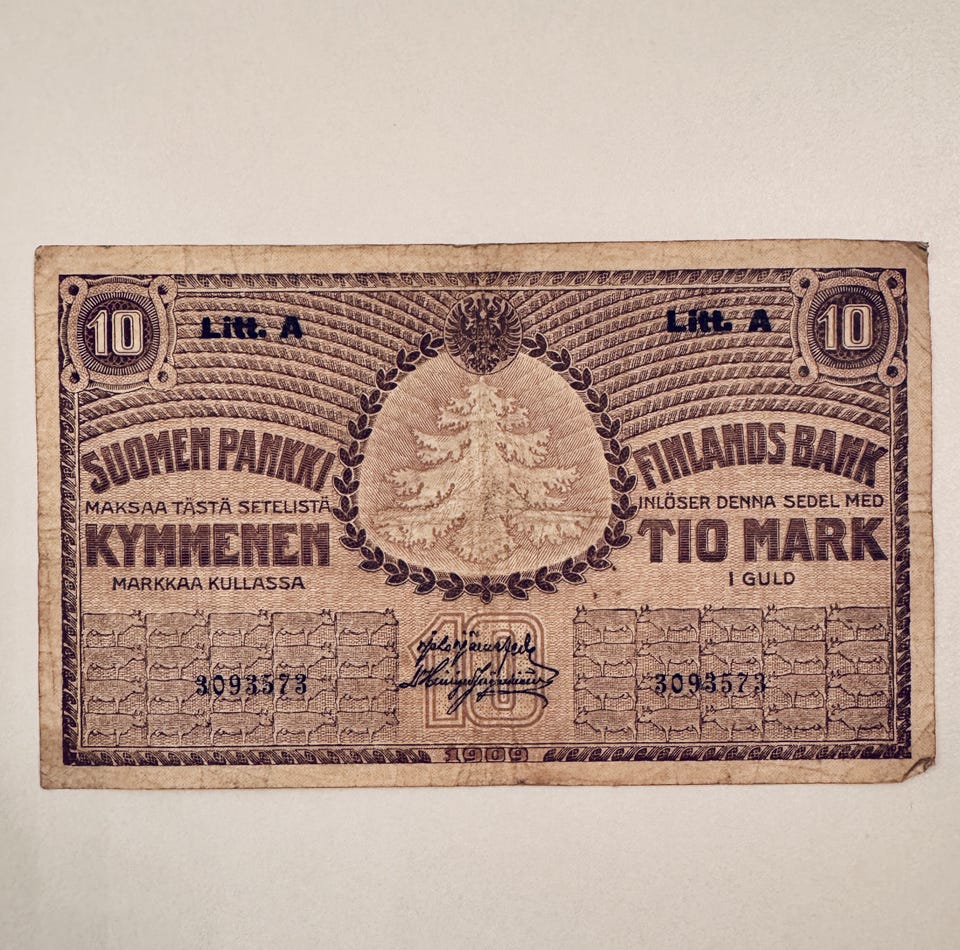 10 Litt. A Litt. A 10
SUOMEN PANKKI
MAKSAA TÄSTÄ SETELISTÄ
KYMMENEN
MARKKAA KULLASSA
FINLANDS BANK
INLÖSER DENNA SEDEL MED
TIO MARK
I GULD
10
3093573
3093573
1909